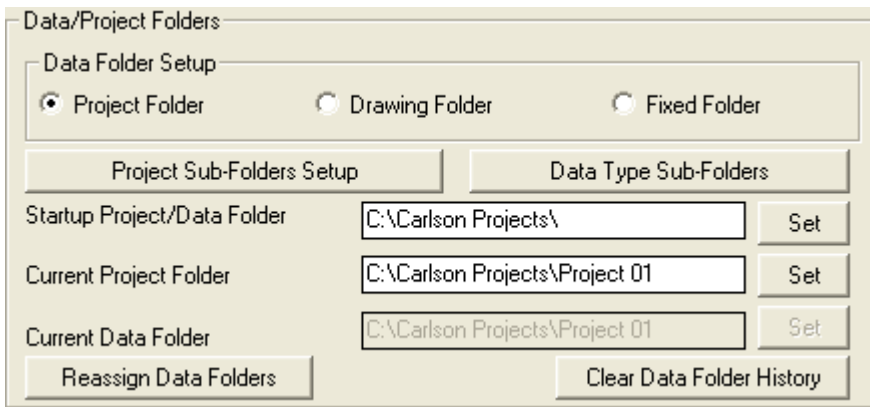 Data/Project Folders
Data Folder Setup
Project Folder Drawing Folder Fixed Folder
Project Sub-Folders Setup Data Type Sub-Folders
Startup Project/Data Folder C:\Carlson Projects\ Set
Current Project Folder C:\Carlson Projects\Project 01 Set
Current Data Folder C:\Carlson Projects\Project 01 Set
Reassign Data Folders Clear Data Folder History